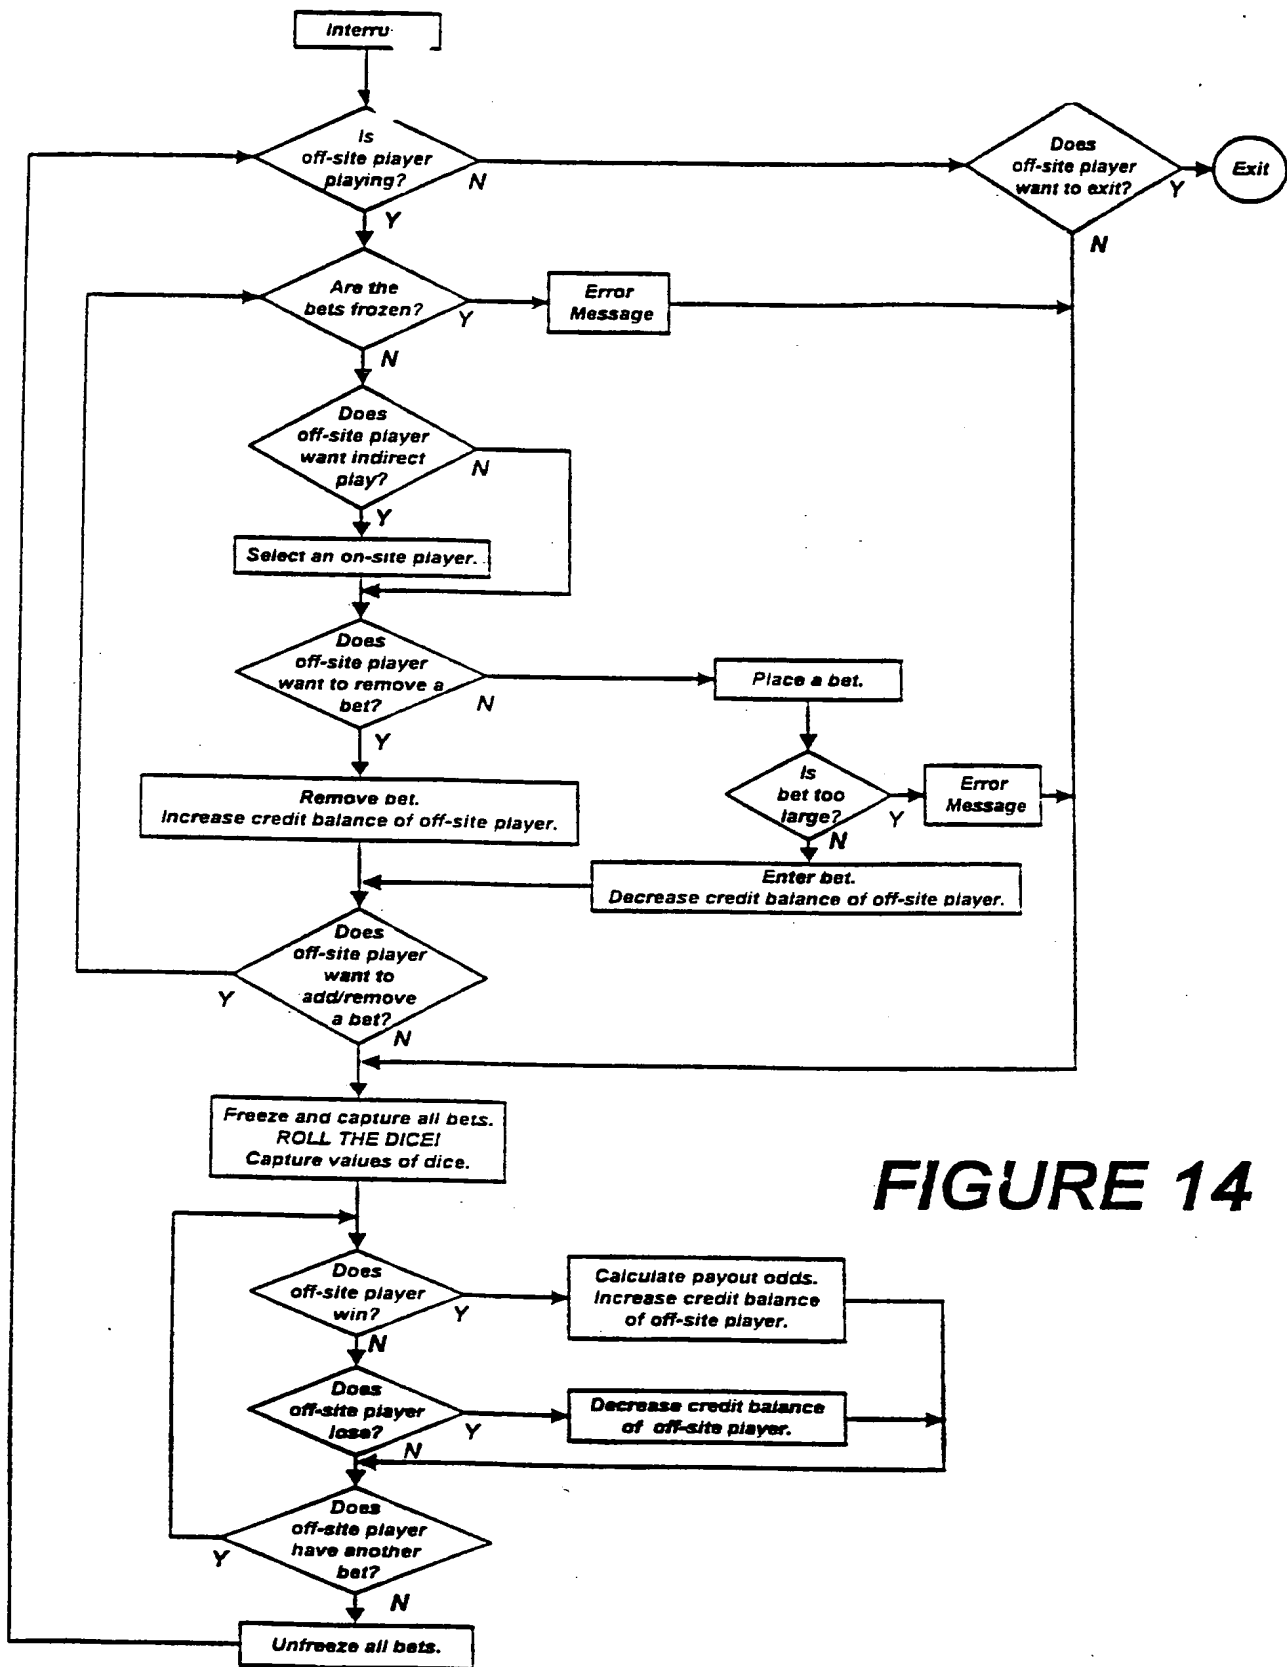 Interru
Is
off-site player
playing?
N
Y
Does
off-site player
want to exit?
Y
Exit
N
Are the
bets frozen?
Y
Error
Message
N
Does
off-site player
want indirect
play?
N
Y
Select an on-site player.
Does
off-site player
want to remove a
bet?
N
Y
Place a bet.
Is
bet too
large?
Y
Error
Message
N
Remove bet.
Increase credit balance of off-site player.
Enter bet.
Decrease credit balance of off-site player.
Does
off-site player
want to
add/remove
a bet?
Y
N
Freeze and capture all bets.
ROLL THE DICE!
Capture values of dice.
FIGURE 14
Does
off-site player
win?
Y
N
Calculate payout odds.
Increase credit balance
of off-site player.
Does
off-site player
lose?
Y
N
Decrease credit balance
of off-site player.
Does
off-site player
have another
bet?
Y
N
Unfreeze all bets.